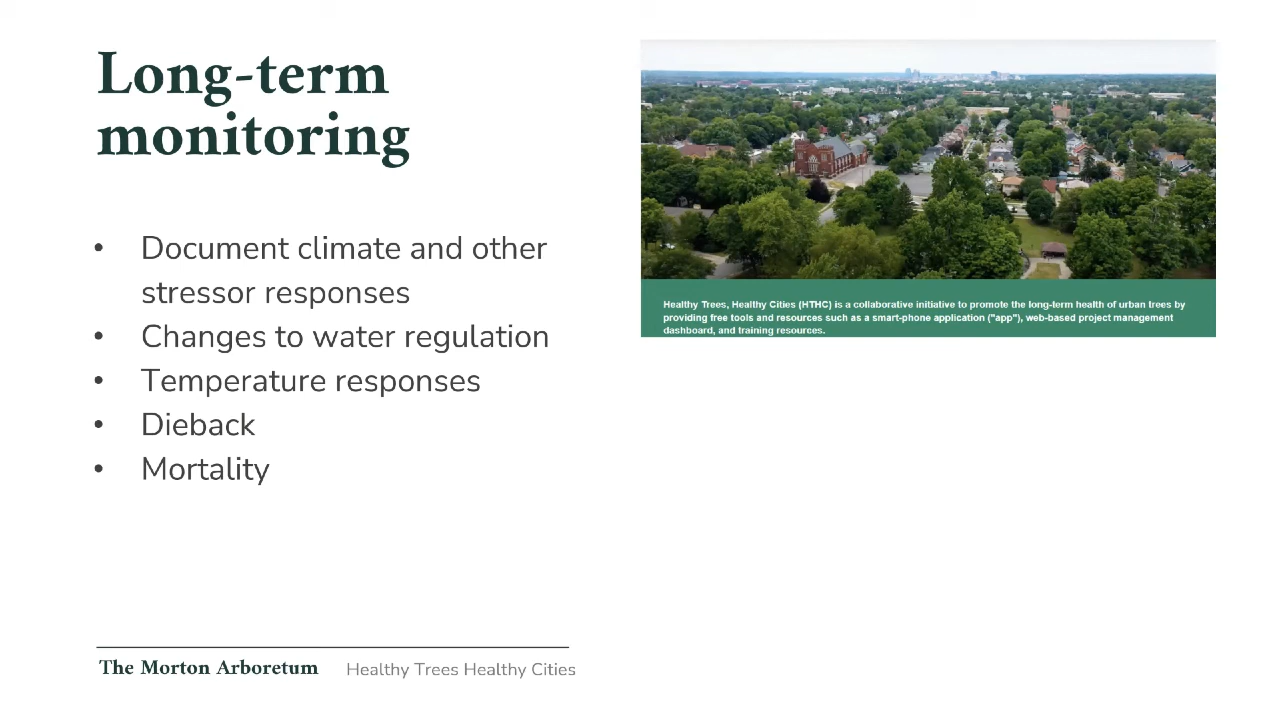 Long-term
monitoring
• Document climate and other
stressor responses
• Changes to water regulation
• Temperature responses
• Dieback
• Mortality
Healthy Trees, Healthy Cities (HTHC) is a collaborative initiative to promote the long-term health of urban trees by
providing free tools and resources such as a smart-phone application ("app"), web-based project management
dashboard, and training resources.
The Morton Arboretum Healthy Trees Healthy Cities